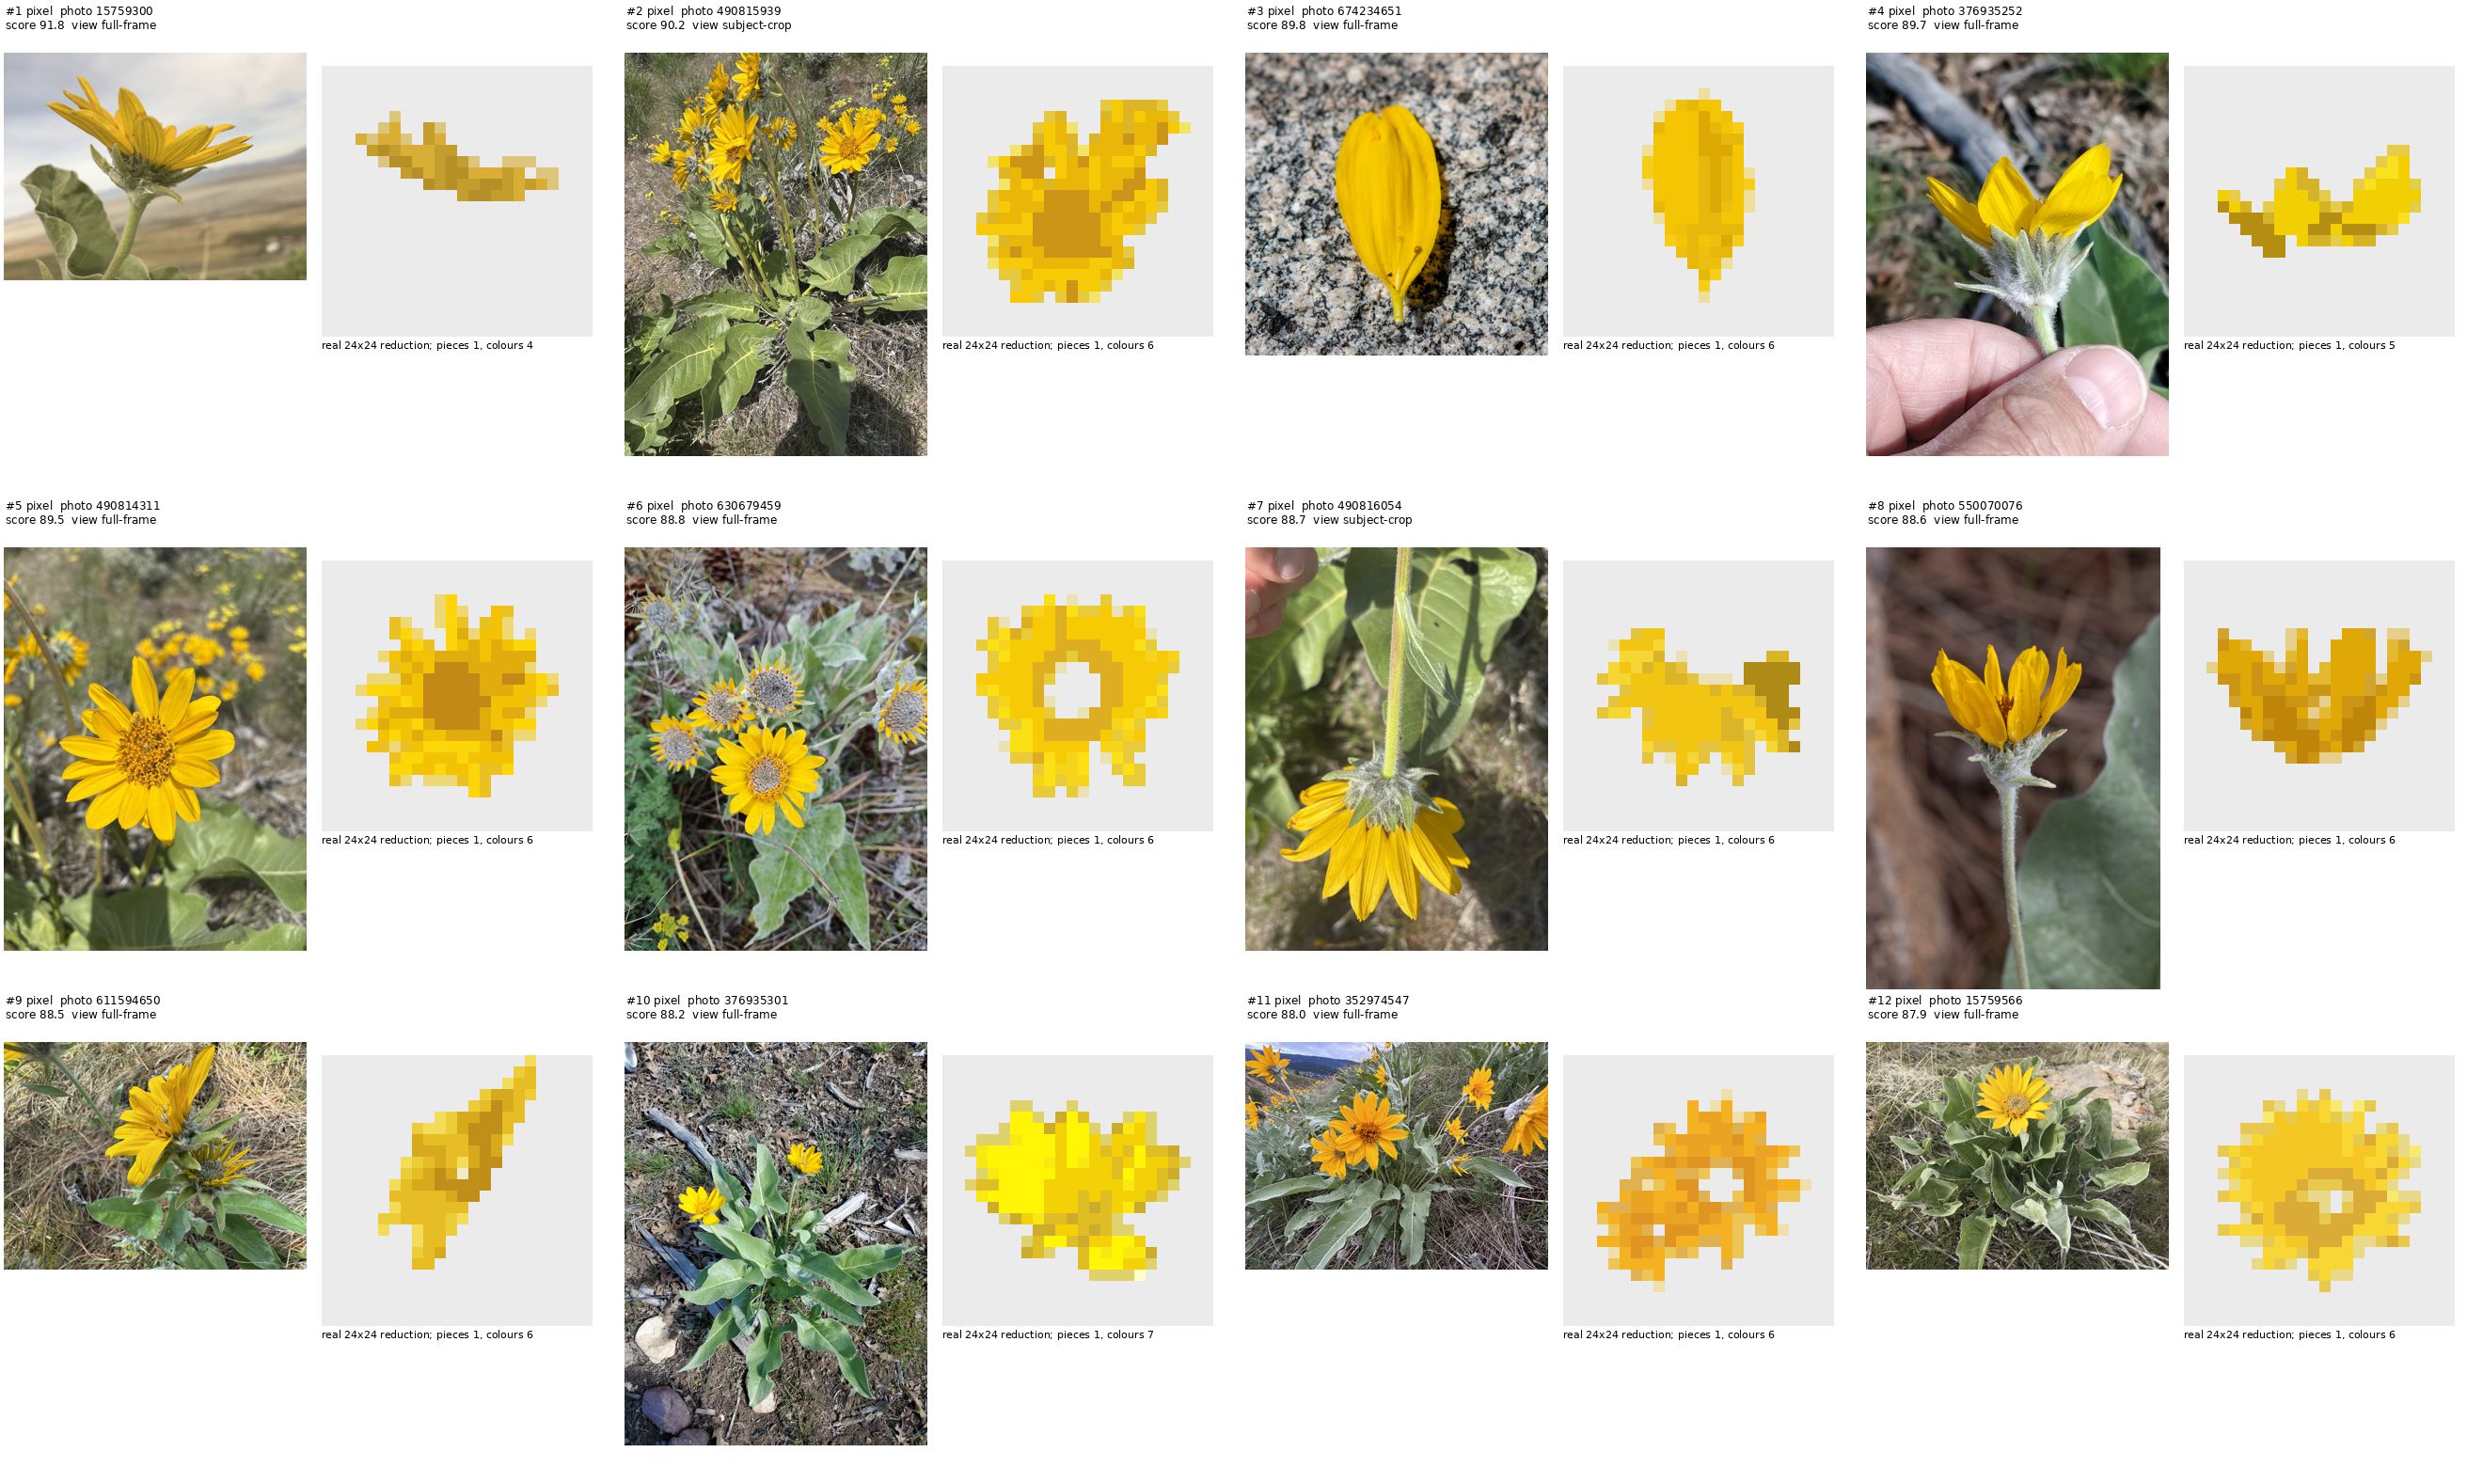 #1 pixel  photo 15759300
score 91.8  view full-frame
real 24x24 reduction; pieces 1, colours 4
#2 pixel  photo 490815939
score 90.2  view subject-crop
real 24x24 reduction; pieces 1, colours 6
#3 pixel  photo 674234651
score 89.8  view full-frame
real 24x24 reduction; pieces 1, colours 6
#4 pixel  photo 376935252
score 89.7  view full-frame
real 24x24 reduction; pieces 1, colours 5
#5 pixel  photo 490814311
score 89.5  view full-frame
real 24x24 reduction; pieces 1, colours 6
#6 pixel  photo 630679459
score 88.8  view full-frame
real 24x24 reduction; pieces 1, colours 6
#7 pixel  photo 490816054
score 88.7  view subject-crop
real 24x24 reduction; pieces 1, colours 6
#8 pixel  photo 550070076
score 88.6  view full-frame
real 24x24 reduction; pieces 1, colours 6
#9 pixel  photo 611594650
score 88.5  view full-frame
real 24x24 reduction; pieces 1, colours 6
#10 pixel  photo 376935301
score 88.2  view full-frame
real 24x24 reduction; pieces 1, colours 7
#11 pixel  photo 352974547
score 88.0  view full-frame
real 24x24 reduction; pieces 1, colours 6
#12 pixel  photo 15759566
score 87.9  view full-frame
real 24x24 reduction; pieces 1, colours 6